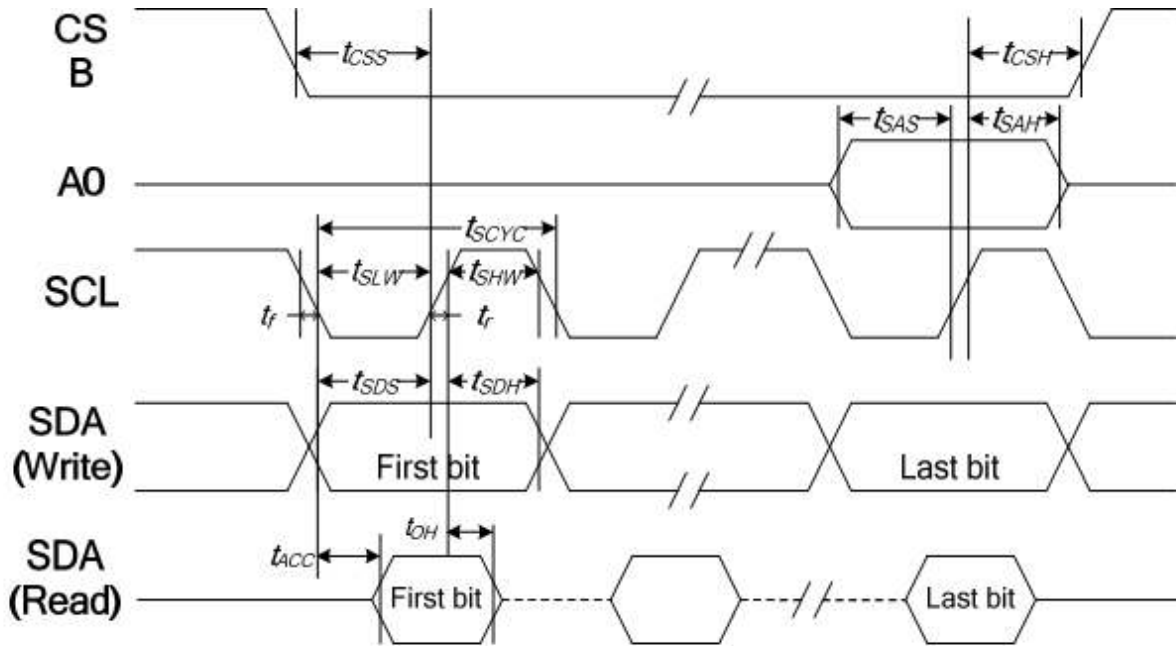 CS
B
tCSS
tCSH
tSAS
tSAH
A0
tSCYC
SCL
tSLW
tSHW
tf
tr
SDA
(Write)
tSDS
tSDH
First bit
Last bit
SDA
(Read)
tACC
tOH
First bit
Last bit